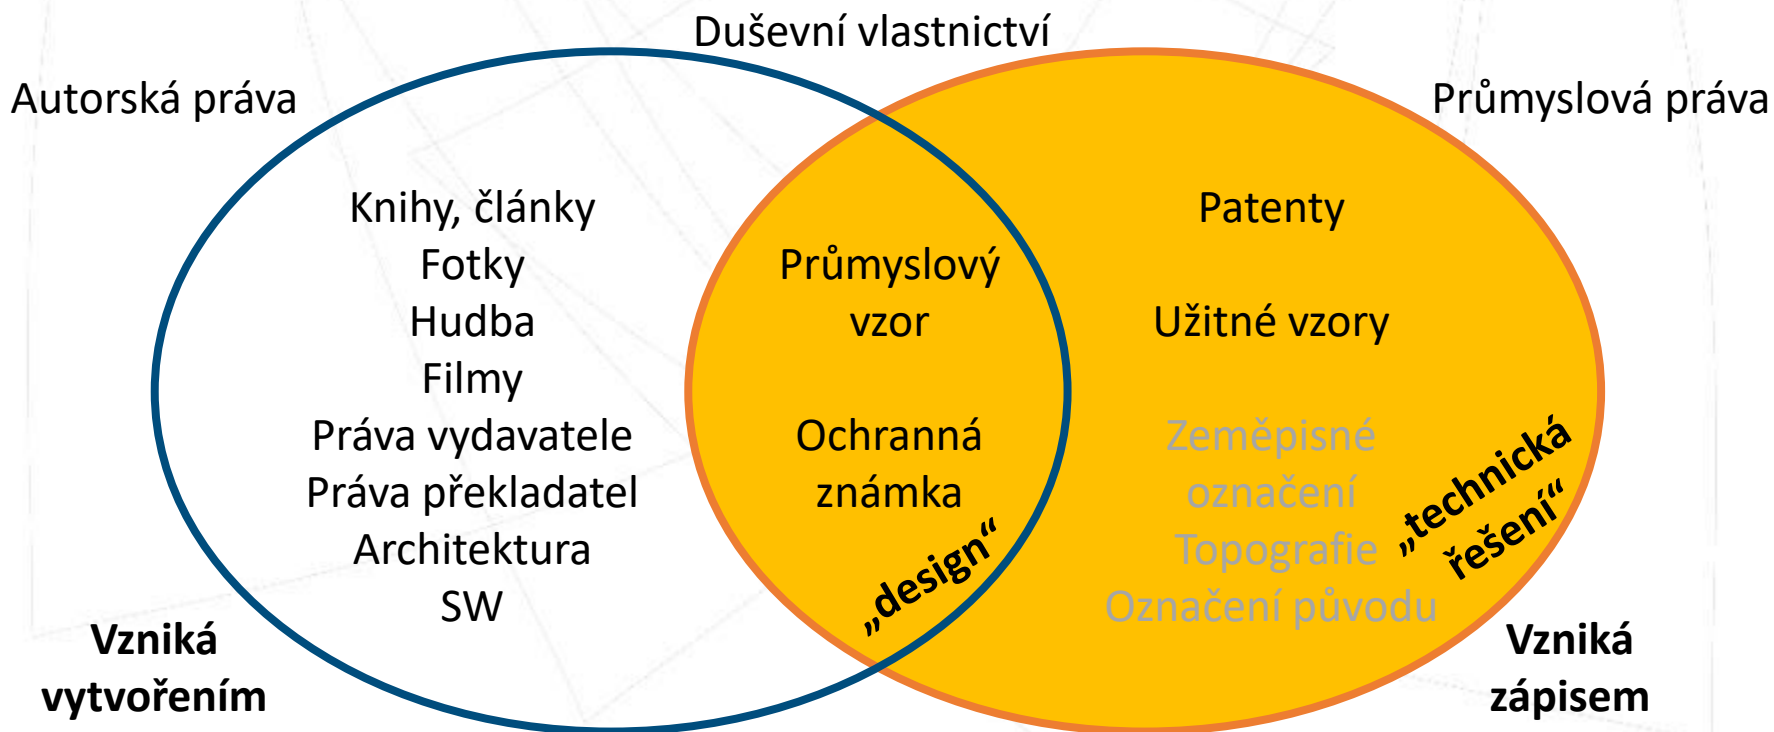 Duševní vlastnictví
Autorská práva
Průmyslová práva
Knihy, články
Fotky
Hudba
Filmy
Práva vydavatele
Práva překladatel
Architektura
SW
Vzniká
vytvořením
Průmyslový
vzor
Ochranná
známka
„design“
Patenty
Užitné vzory
Zeměpisné
označení
Topografie
Označení původu
„technická
řešení“
Vzniká
zápisem